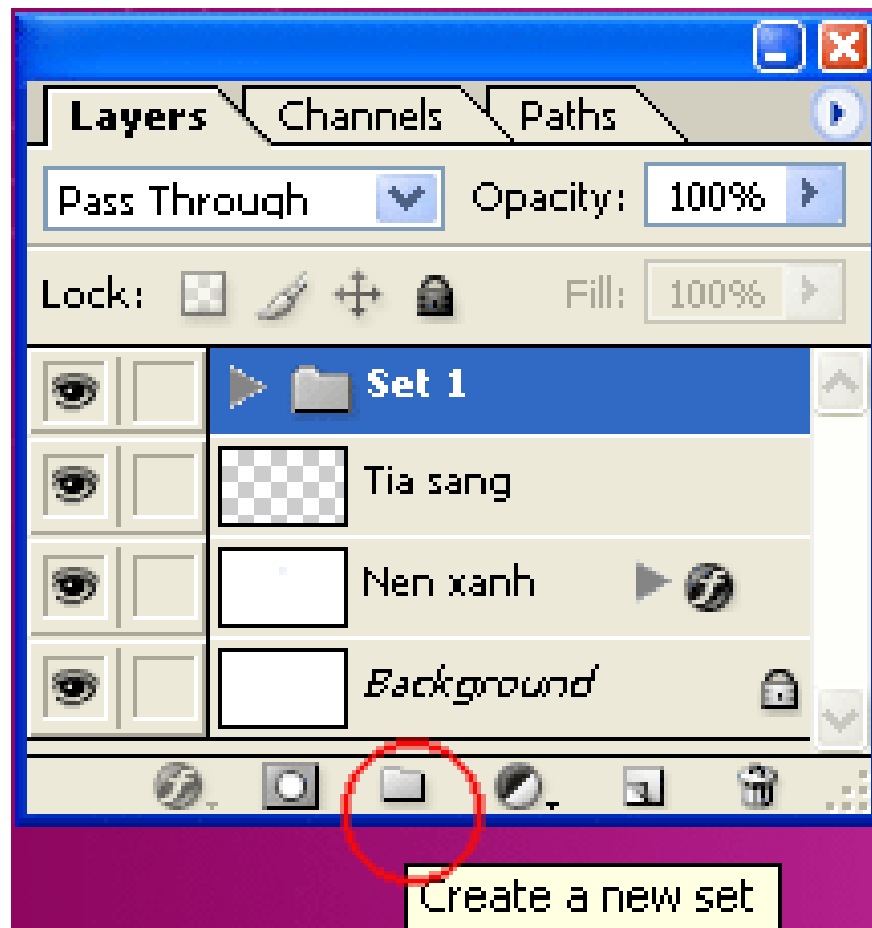 Layers Channels Paths
Pass Through Opacity: 100%
Lock: Fill: 100%
Set 1
Tia sang
Nen xanh
Background
Create a new set